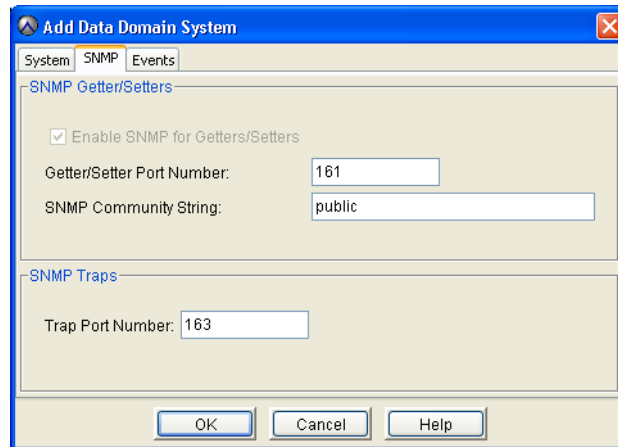 Add Data Domain System
System SNMP Events
SNMP Getter/Setters
Enable SNMP for Getters/Setters
Getter/Setter Port Number: 161
SNMP Community String: public
SNMP Traps
Trap Port Number: 163
OK Cancel Help